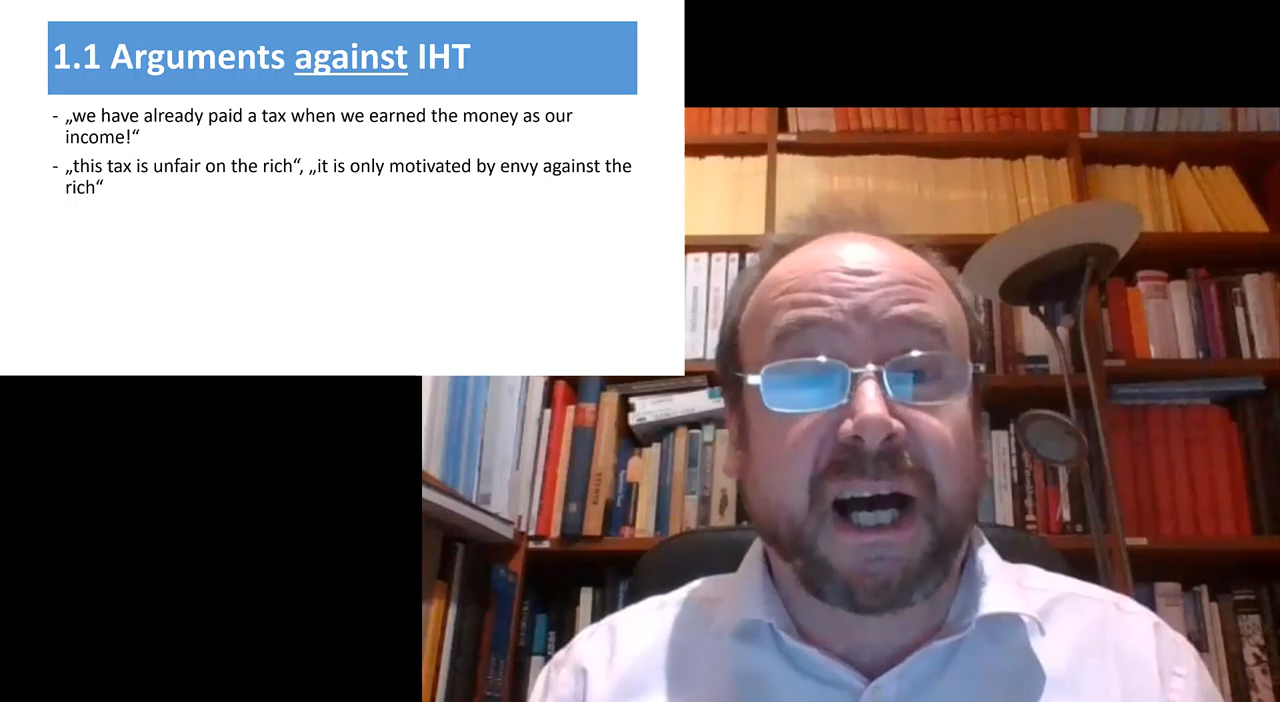 1.1 Arguments against IHT
- „we have already paid a tax when we earned the money as our
income!“
- „this tax is unfair on the rich“, „it is only motivated by envy against the
rich“